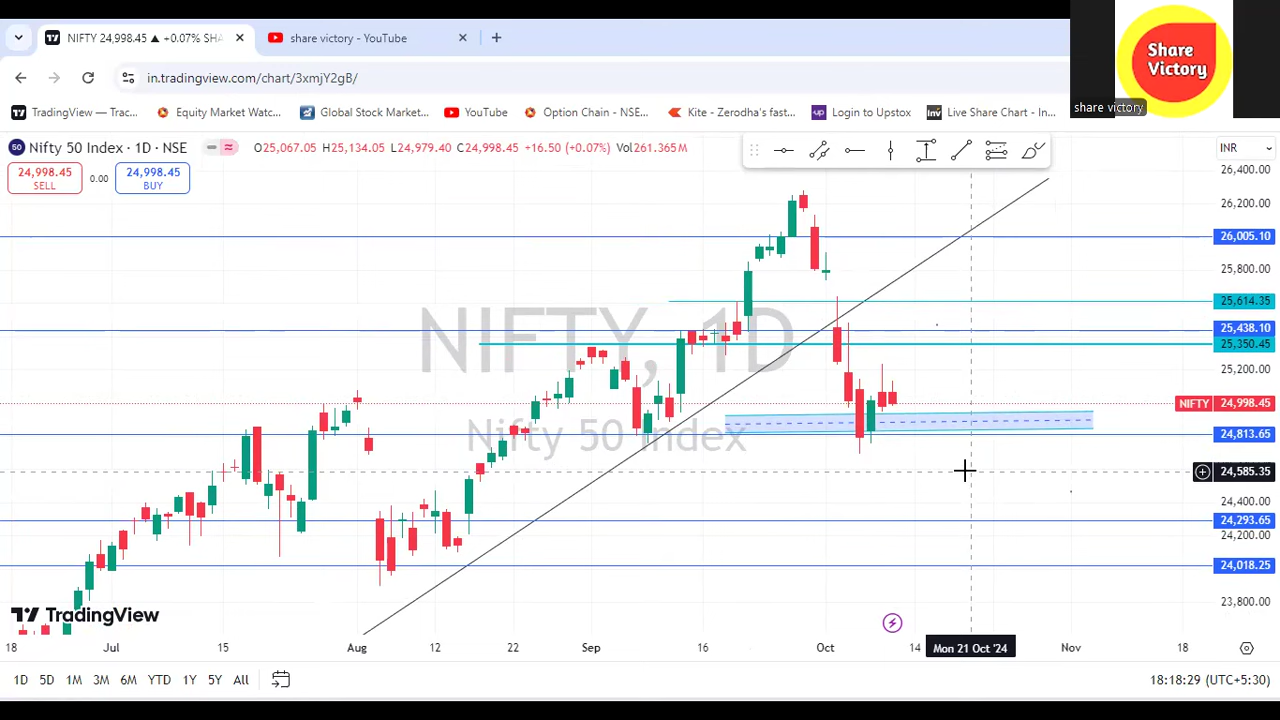 NIFTY 24,998.45 ▲ +0.07% SHA
share victory - YouTube
in.tradingview.com/chart/3xmjY2gB/
TradingView — Trac...
Equity Market Watc...
Global Stock Market...
YouTube
Option Chain - NSE...
Kite - Zerodha's fast...
Login to Upstox
Live Share Chart - In...
Share
Victory
share victory
Nifty 50 Index · 1D · NSE
O25,067.05 H25,134.05 L24,979.40 C24,998.45 +16.50 (+0.07%) Vol261.365M
INR
24,998.45
SELL
0.00
24,998.45
BUY
26,400.00
26,200.00
26,005.10
25,800.00
25,614.35
25,438.10
25,350.45
25,200.00
NIFTY 24,998.45
24,813.65
24,585.35
24,400.00
24,293.65
24,200.00
24,018.25
23,800.00
NIFTY, 1D
Nifty 50 Index
TradingView
18 Jul 15 Aug 12 22 Sep 16 Oct 14 Mon 21 Oct '24 Nov 18
1D 5D 1M 3M 6M YTD 1Y 5Y All
18:18:29 (UTC+5:30)